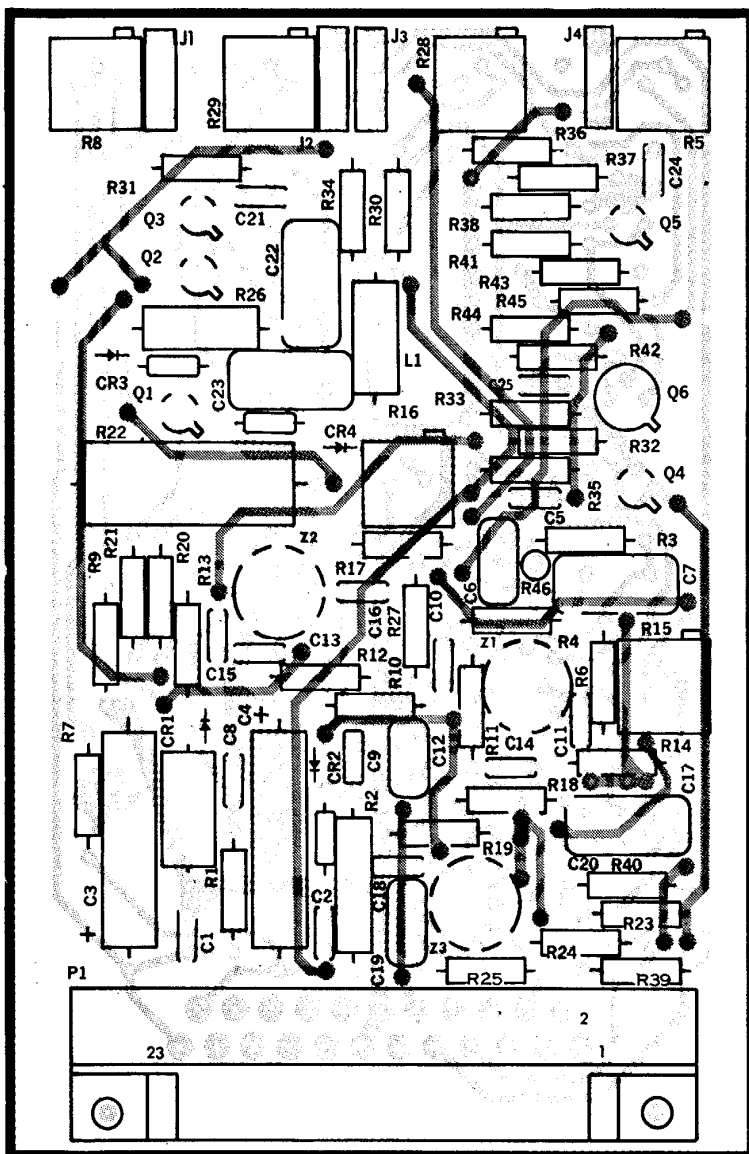 J1
J3
R28
J4
R8
R29
J2
R36
R5
R31
R34
R30
R37
C24
C21
R38
Q3
Q5
Q2
C22
R41
R26
R43
R45
R44
R42
L1
CR3
C25
Q1
C23
R33
Q6
R16
R22
CR4
R32
Q4
R35
C5
Z2
R3
R9
R21
R20
R13
R17
C10
C6
R46
C7
C16
R27
C15
C13
Z1
R4
R15
R12
R10
R6
R7
CR1
C4
+
C8
CR2
C9
C12
R11
C14
C11
R14
R18
C17
R2
R1
R19
C3
C20
R40
C2
C18
+
C1
Z3
R23
R24
C19
P1
R25
R39
2
23
1